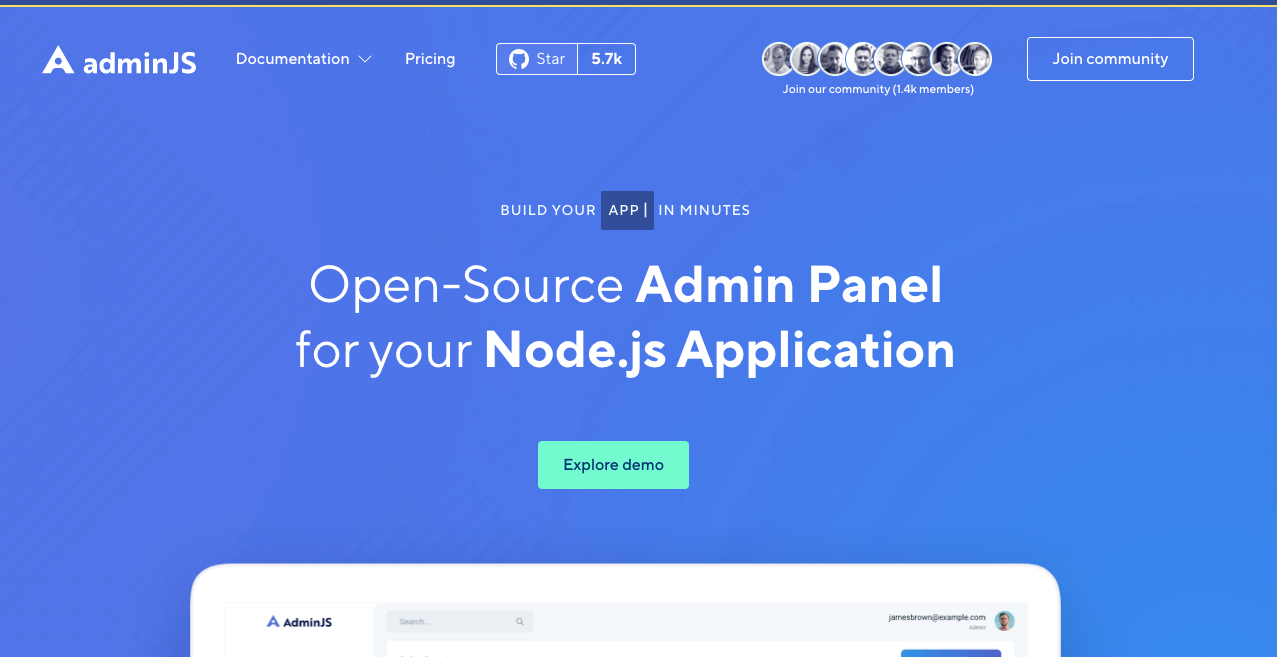 adminJS
Documentation
Pricing
Star 5.7k
Join our community (1.4k members)
Join community
BUILD YOUR APP | IN MINUTES
Open-Source Admin Panel
for your Node.js Application
Explore demo
AdminJS
Search...
jamesbrown@example.com
Admin